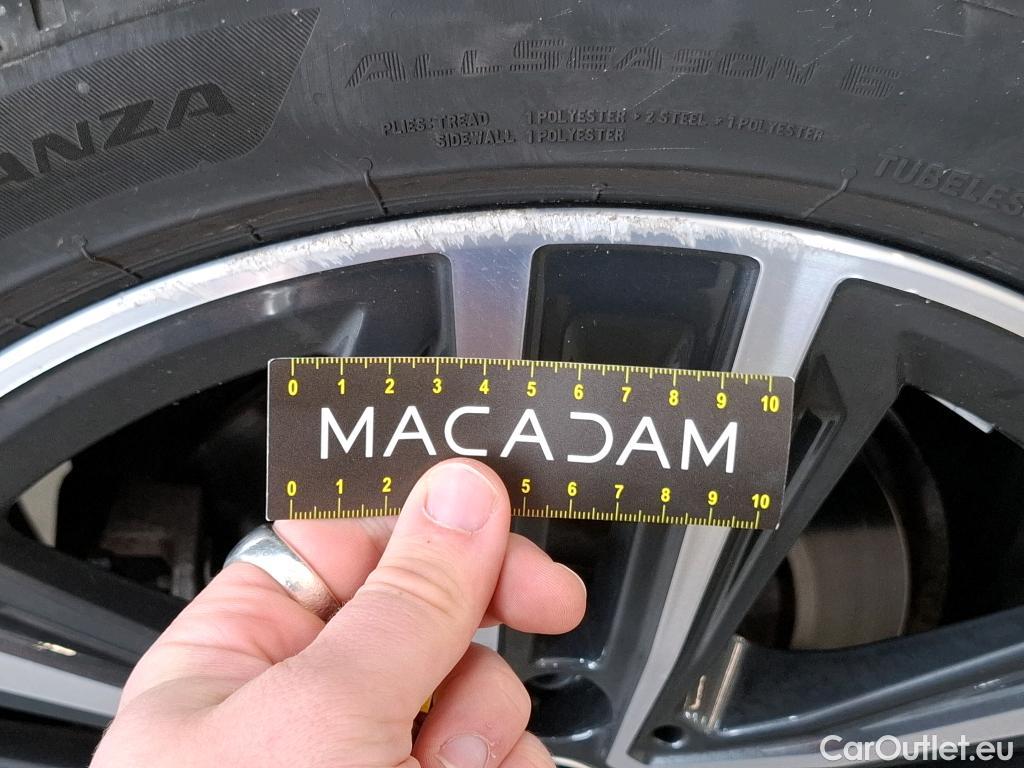 ANZA
ALLSEASON 6
PLIES: TREAD 1 POLYESTER + 2 STEEL + 1 POLYESTER
SIDEWALL 1 POLYESTER
TUBELES
0 1 2 3 4 5 6 7 8 9 10
MACADAM
0 1 2 5 6 7 8 9 10
CarOutlet.eu